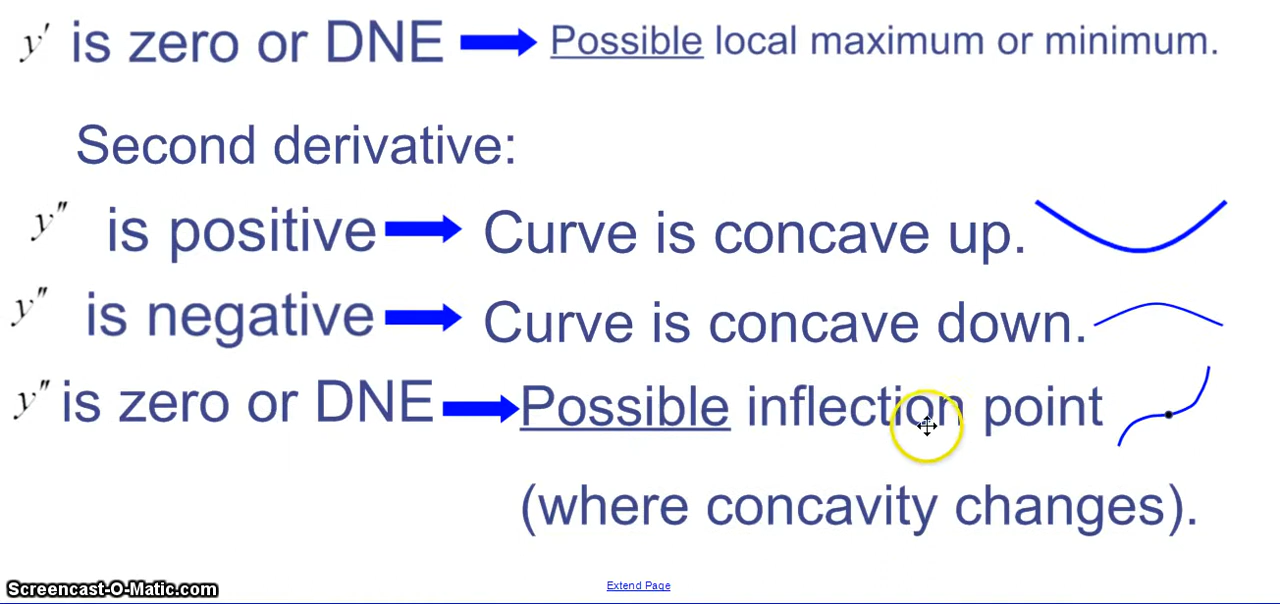 y′ is zero or DNE Possible local maximum or minimum.
Second derivative:
y″ is positive Curve is concave up.
y″ is negative Curve is concave down.
y″ is zero or DNE Possible inflection point
(where concavity changes).
Extend Page
Screencast-O-Matic.com